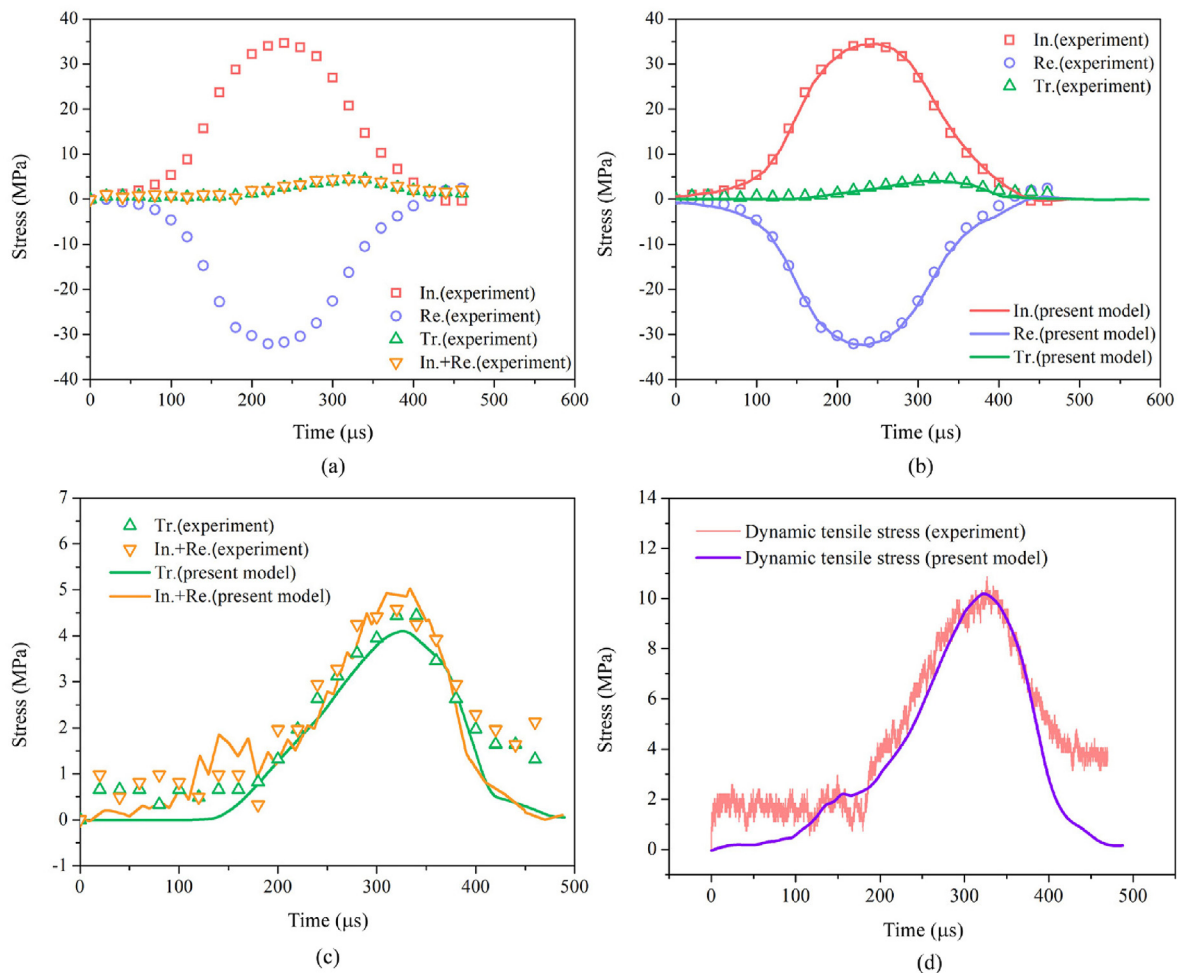 40
30
20
10
0
-10
-20
-30
-40
Stress (MPa)
In.(experiment)
Re.(experiment)
Tr.(experiment)
In.+Re.(experiment)
0 100 200 300 400 500 600
Time (μs)
(a)
40
30
20
10
0
-10
-20
-30
-40
Stress (MPa)
In.(experiment)
Re.(experiment)
Tr.(experiment)
In.(present model)
Re.(present model)
Tr.(present model)
0 100 200 300 400 500 600
Time (μs)
(b)
7
6
5
4
3
2
1
0
-1
Stress (MPa)
Tr.(experiment)
In.+Re.(experiment)
Tr.(present model)
In.+Re.(present model)
0 100 200 300 400 500
Time (μs)
(c)
14
12
10
8
6
4
2
0
Stress (MPa)
Dynamic tensile stress (experiment)
Dynamic tensile stress (present model)
0 100 200 300 400 500
Time (μs)
(d)